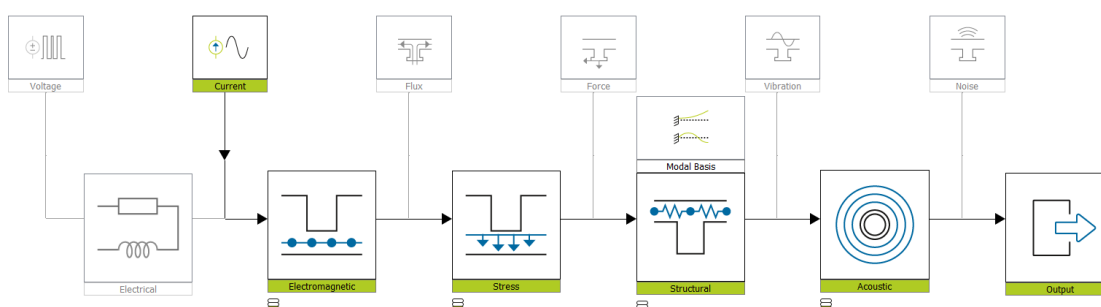 Voltage
Current
Flux
Force
Vibration
Noise
Modal Basis
Electrical
Electromagnetic
Stress
Structural
Acoustic
Output